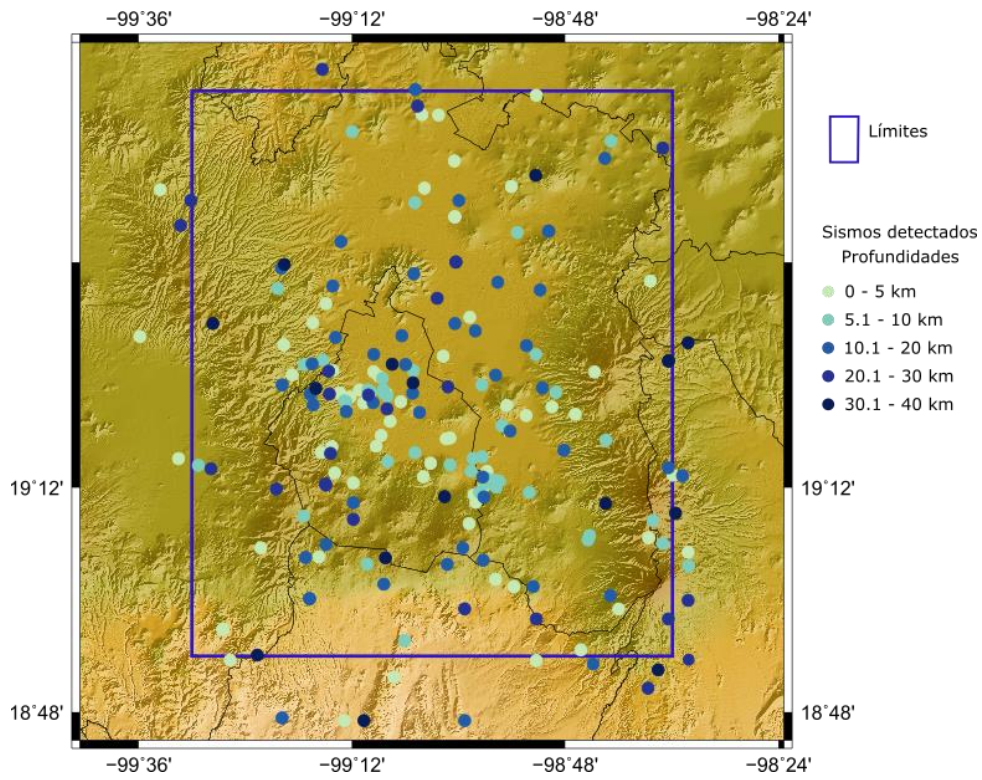 −99˚36' −99˚12' −98˚48' −98˚24'
Límites
Sismos detectados
Profundidades
0 - 5 km
5.1 - 10 km
10.1 - 20 km
20.1 - 30 km
30.1 - 40 km
19˚12' 19˚12'
18˚48' 18˚48'
−99˚36' −99˚12' −98˚48' −98˚24'